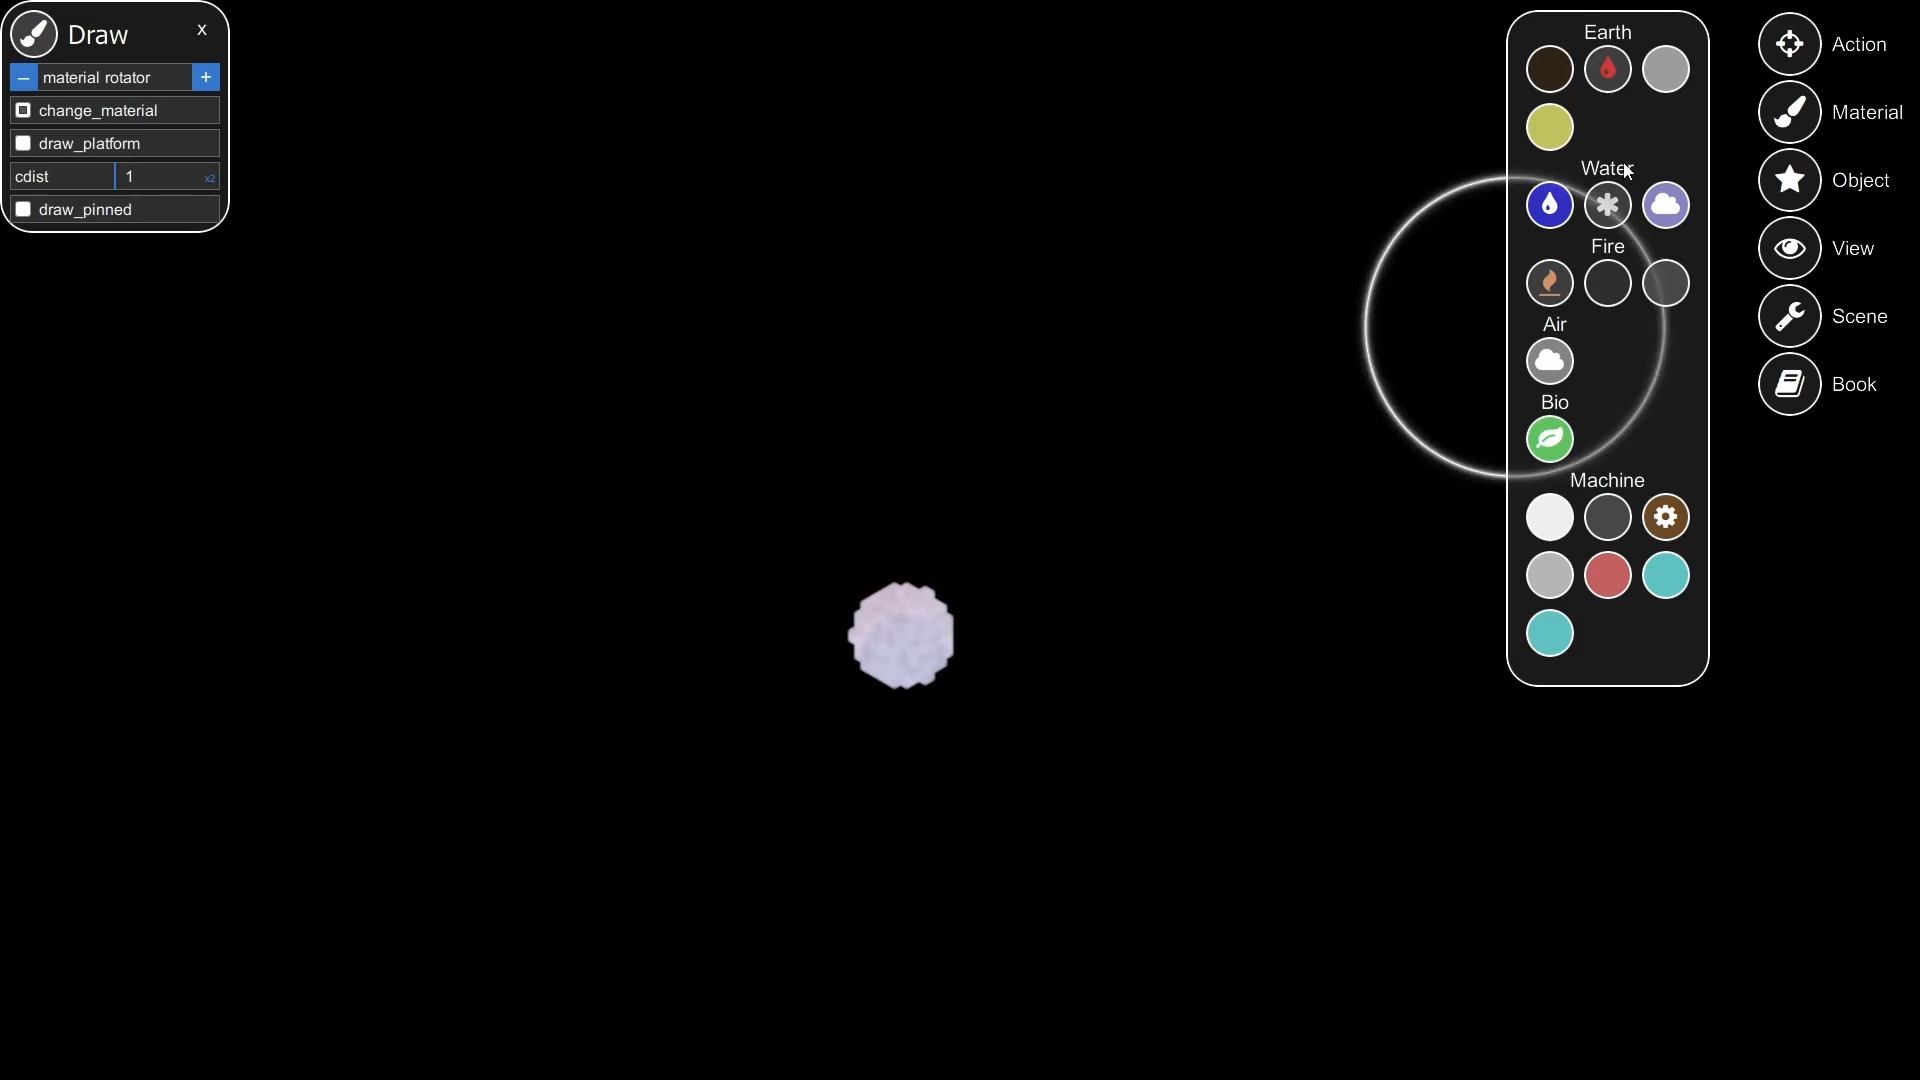 Draw
x
– material rotator +
change_material
draw_platform
cdist 1 x2
draw_pinned
Earth
Water
Fire
Air
Bio
Machine
Action
Material
Object
View
Scene
Book